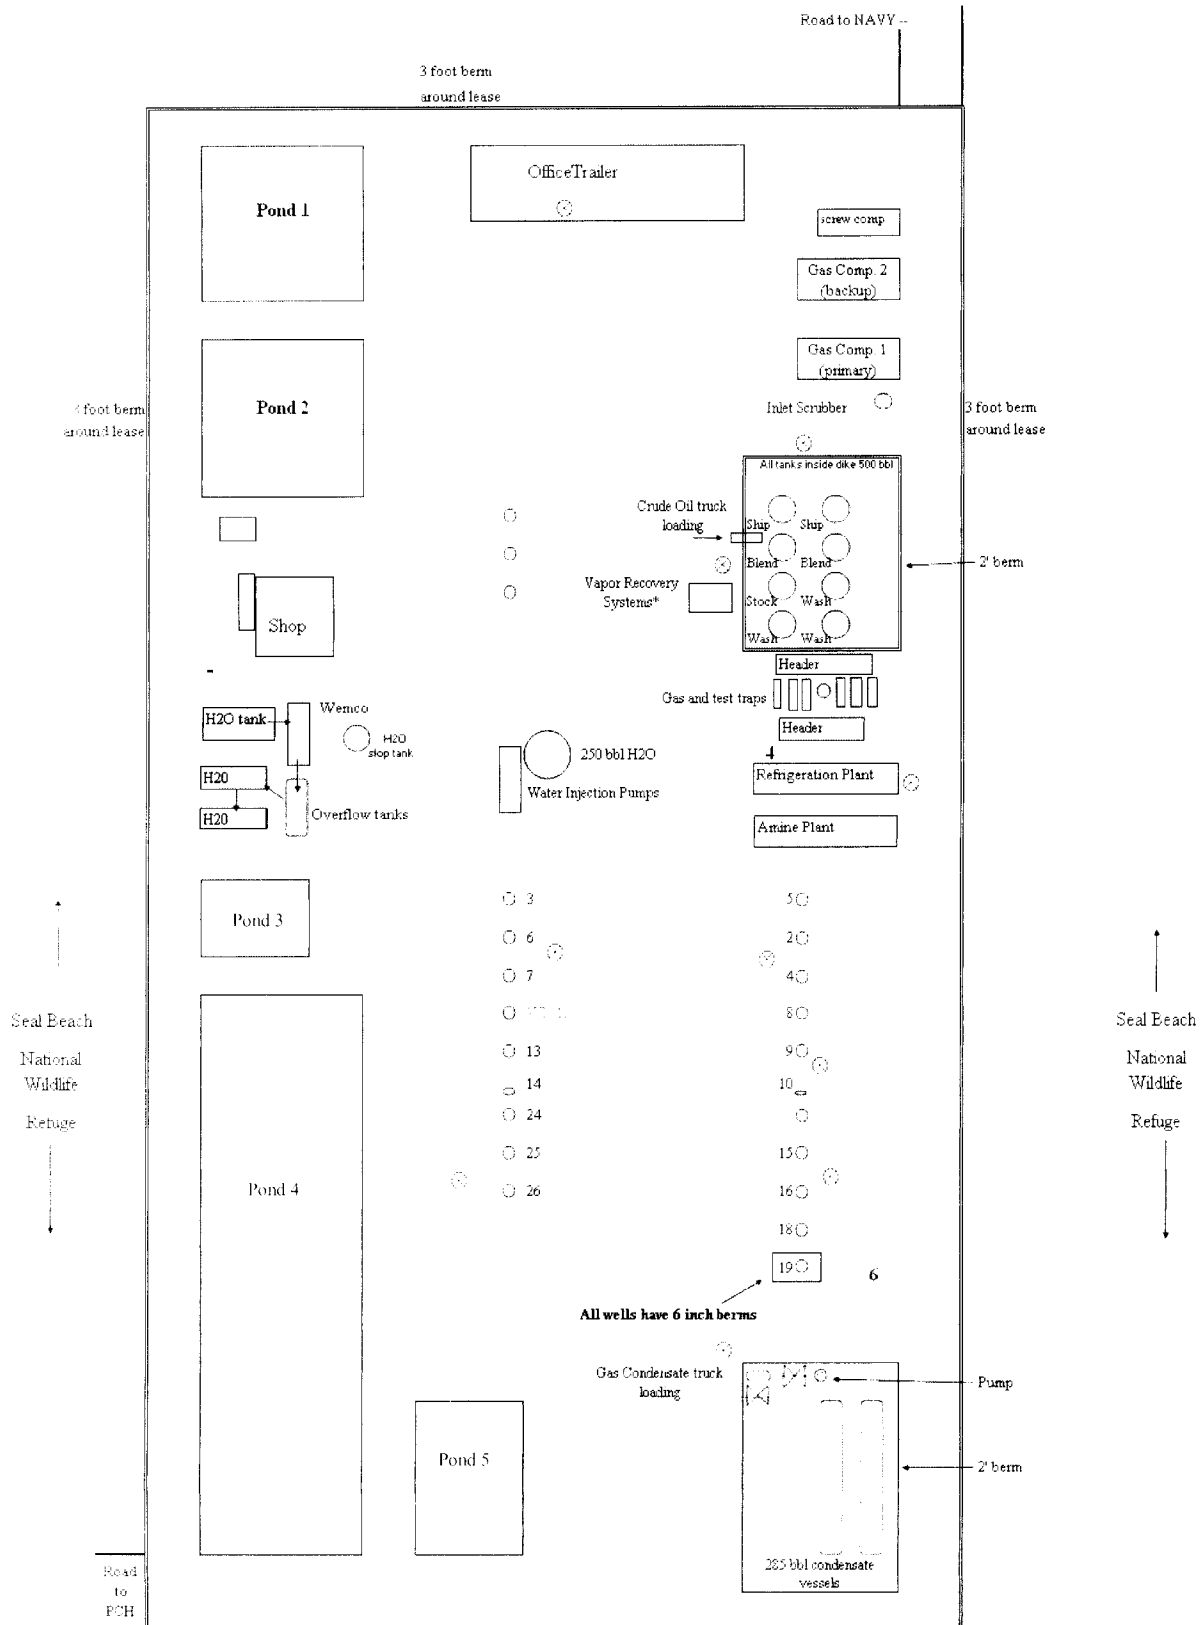 Road to NAVY --
3 foot berm
around lease
Office Trailer
Pond 1
screw comp
Gas Comp. 2
(backup)
Gas Comp. 1
(primary)
Pond 2
foot berm
around lease
Inlet Scrubber
3 foot berm
around lease
All tanks inside dike 500 bbl
Crude Oil truck
loading
Ship Ship
Blend Blend
2' berm
Vapor Recovery
Systems*
Stock Wash
Wash Wash
Shop
Header
Gas and test traps
H2O tank
Wemco
H2O
slop tank
Header
250 bbl H2O
4
Refrigeration Plant
H20
Water Injection Pumps
H20
Overflow tanks
Amine Plant
Pond 3
3
5
6
2
7
4
8
13
9
14
10
24
25
15
26
16
18
19
6
Seal Beach
National
Wildlife
Refuge
Seal Beach
National
Wildlife
Refuge
Pond 4
All wells have 6 inch berms
Gas Condensate truck
loading
Pump
Pond 5
2' berm
285 bbl condensate
vessels
Road
to
PCH